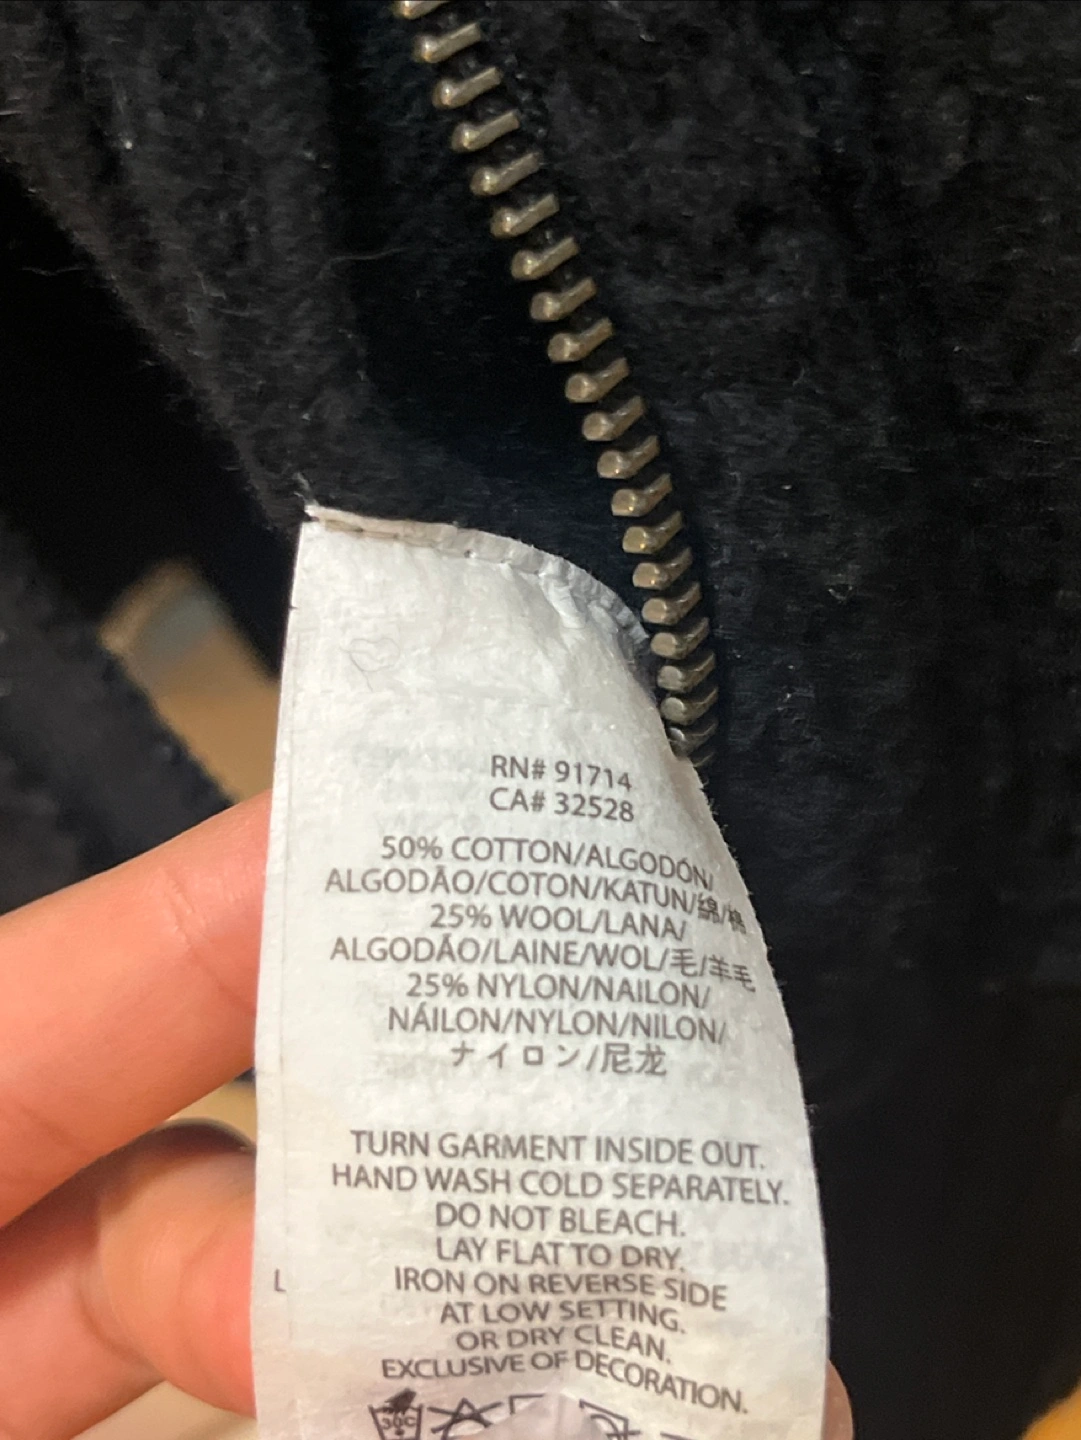 RN# 91714
CA# 32528
50% COTTON/ALGODÓN/
ALGODÃO/COTON/KATUN/綿/棉
25% WOOL/LANA/
ALGODÃO/LAINE/WOL/毛/羊毛
25% NYLON/NAILON/
NÁILON/NYLON/NILON/
ナイロン/尼龙
TURN GARMENT INSIDE OUT.
HAND WASH COLD SEPARATELY.
DO NOT BLEACH.
LAY FLAT TO DRY.
L
IRON ON REVERSE SIDE
AT LOW SETTING.
OR DRY CLEAN.
EXCLUSIVE OF DECORATION.
30C